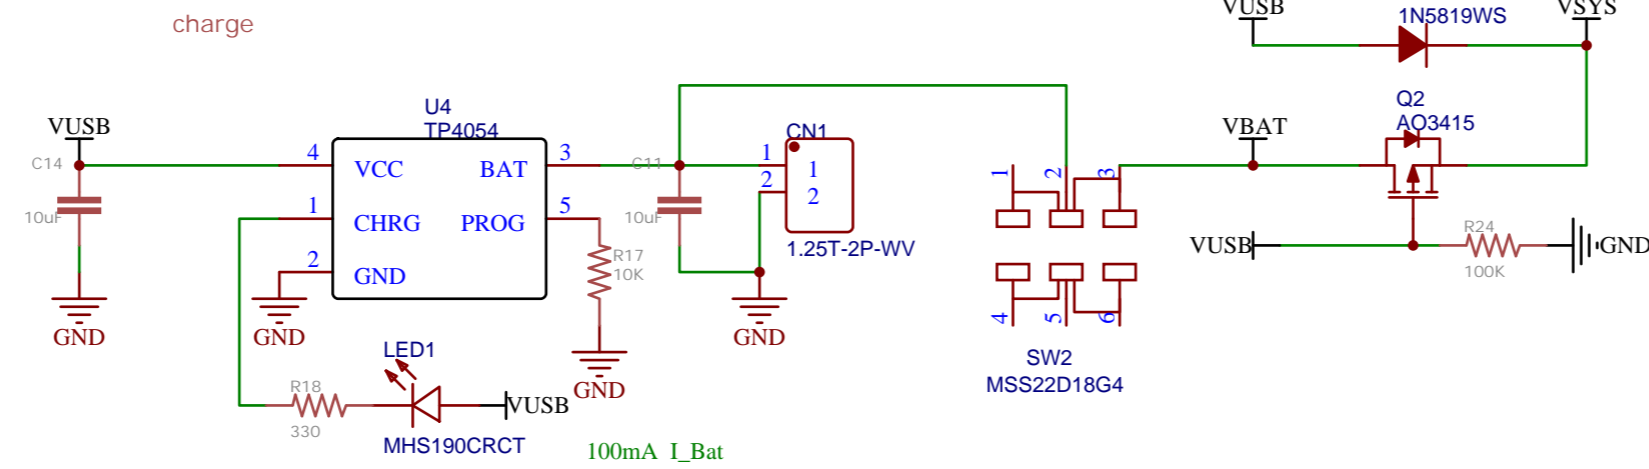 charge
VUSB
1N5819WS
VSYS
U4
TP4054
VUSB
C14
10uF
4
VCC
BAT
3
1
CHRG
PROG
5
2
GND
C11
10uF
CN1
1
1
2
2
1.25T-2P-WV
R17
10K
GND
GND
GND
GND
LED1
R18
330
VUSB
MHS190CRCT
100mA I_Bat
1
2
3
4
5
6
SW2
MSS22D18G4
VBAT
Q2
AO3415
VUSB
R24
100K
GND